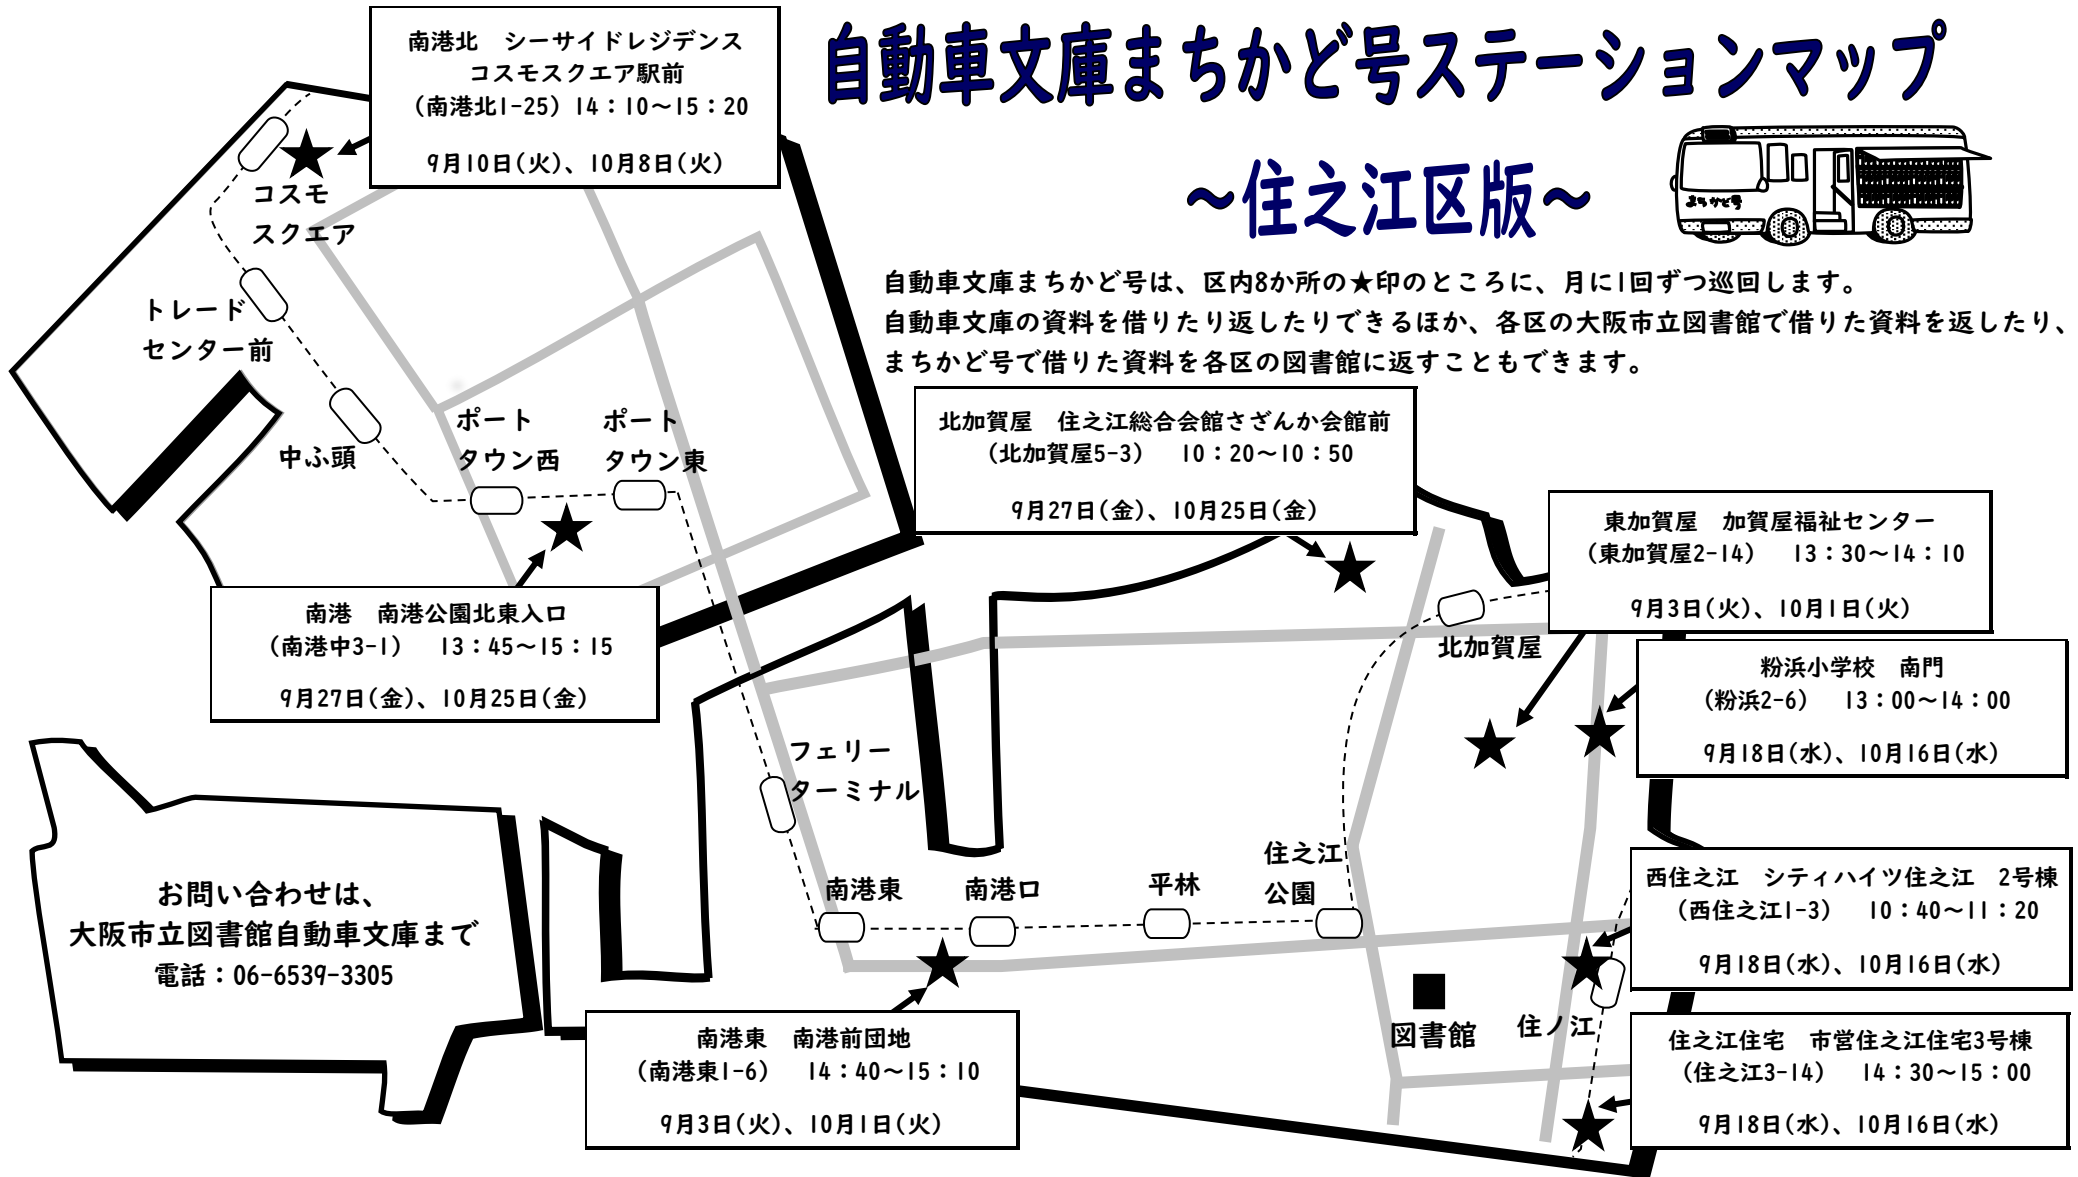 自動車文庫まちかど号ステーションマップ
～住之江区版～
まちかど号
自動車文庫まちかど号は、区内8か所の★印のところに、月に1回ずつ巡回します。
自動車文庫の資料を借りたり返したりできるほか、各区の大阪市立図書館で借りた資料を返したり、
まちかど号で借りた資料を各区の図書館に返すこともできます。
南港北　シーサイドレジデンス
コスモスクエア駅前
（南港北1-25）14：10～15：20
9月10日(火)、10月8日(火)
コスモ
スクエア
トレード
センター前
中ふ頭
ポート
タウン西
ポート
タウン東
南港　南港公園北東入口
（南港中3-1）　13：45～15：15
9月27日(金)、10月25日(金)
北加賀屋　住之江総合会館さざんか会館前
（北加賀屋5-3）　10：20～10：50
9月27日(金)、10月25日(金)
東加賀屋　加賀屋福祉センター
（東加賀屋2-14）　13：30～14：10
9月3日(火)、10月1日(火)
北加賀屋
粉浜小学校　南門
（粉浜2-6）　13：00～14：00
9月18日(水)、10月16日(水)
フェリー
ターミナル
南港東
南港口
平林
住之江
公園
西住之江　シティハイツ住之江　2号棟
（西住之江1-3）　10：40～11：20
9月18日(水)、10月16日(水)
図書館
住ノ江
お問い合わせは、
大阪市立図書館自動車文庫まで
電話：06-6539-3305
南港東　南港前団地
（南港東1-6）　14：40～15：10
9月3日(火)、10月1日(火)
住之江住宅　市営住之江住宅3号棟
（住之江3-14）　14：30～15：00
9月18日(水)、10月16日(水)